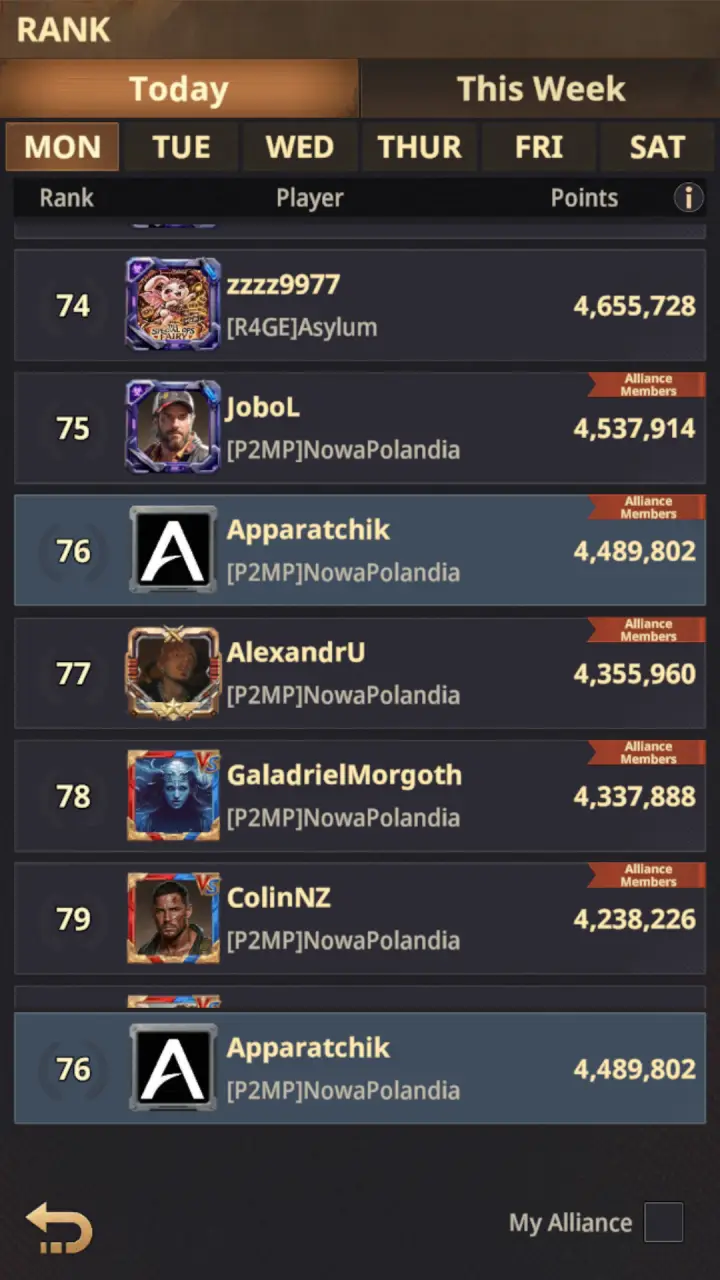 RANK
Today
This Week
MON TUE WED THUR FRI SAT
Rank Player Points i
74 zzzz9977 4,655,728
[R4GE]Asylum
Alliance Members
75 JoboL 4,537,914
[P2MP]NowaPolandia
Alliance Members
76 Apparatchik 4,489,802
[P2MP]NowaPolandia
Alliance Members
77 AlexandrU 4,355,960
[P2MP]NowaPolandia
Alliance Members
78 GaladrielMorgoth 4,337,888
VS
[P2MP]NowaPolandia
Alliance Members
79 ColinNZ 4,238,226
VS
[P2MP]NowaPolandia
76 Apparatchik 4,489,802
[P2MP]NowaPolandia
My Alliance